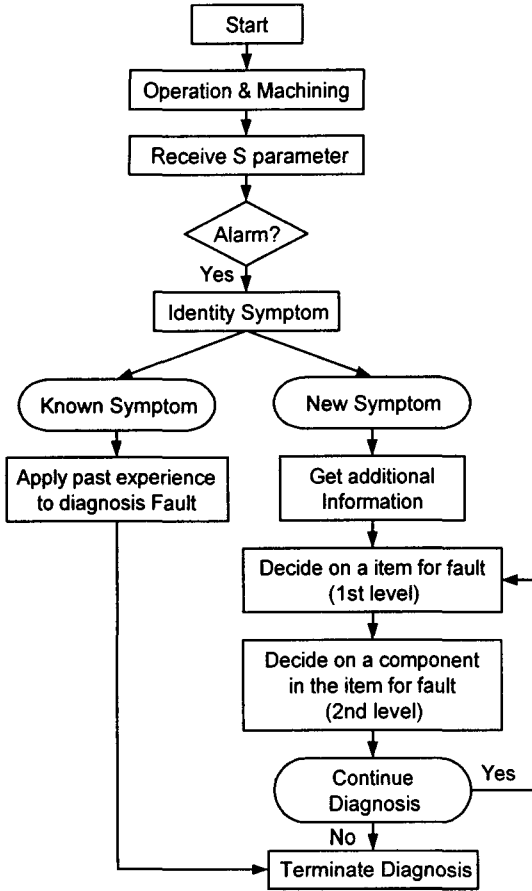 Start
Operation & Machining
Receive S parameter
Alarm?
Yes
Identity Symptom
Known Symptom
New Symptom
Apply past experience
to diagnosis Fault
Get additional
Information
Decide on a item for fault
(1st level)
Decide on a component
in the item for fault
(2nd level)
Continue
Diagnosis
Yes
No
Terminate Diagnosis